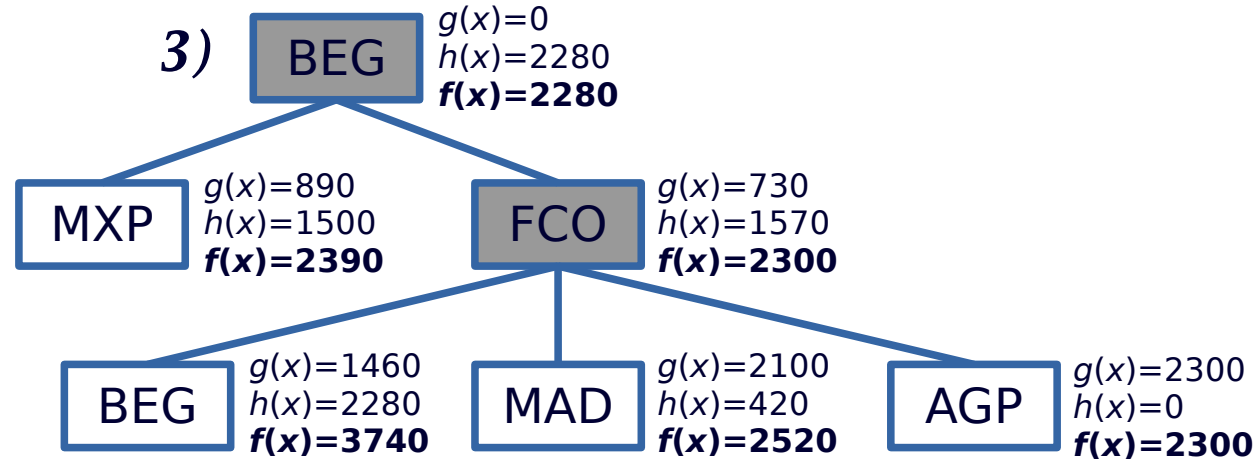 3)
BEG
g(x)=0
h(x)=2280
f(x)=2280
MXP
g(x)=890
h(x)=1500
f(x)=2390
FCO
g(x)=730
h(x)=1570
f(x)=2300
BEG
g(x)=1460
h(x)=2280
f(x)=3740
MAD
g(x)=2100
h(x)=420
f(x)=2520
AGP
g(x)=2300
h(x)=0
f(x)=2300